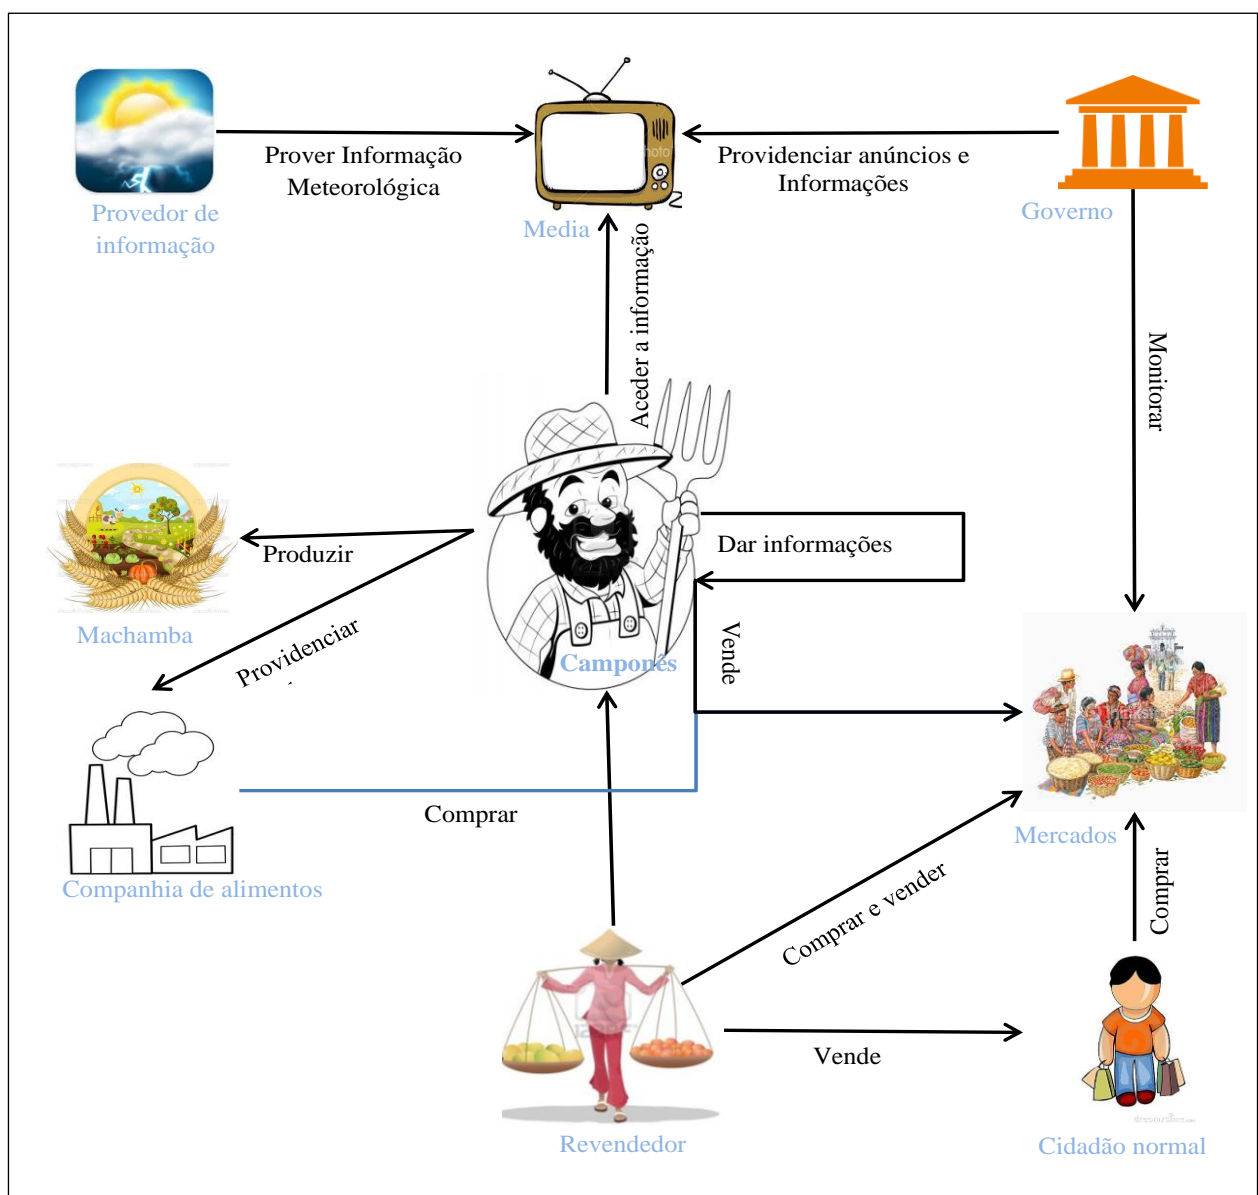 Prover Informação
Meteorológica
Providenciar anúncios e
Informações
Provedor de
informação
Media
Governo
Aceder a informação
Monitorar
Produzir
Dar informações
Machamba
Providenciar
Camponês
Vende
Comprar
Mercados
Companhia de alimentos
Comprar e vender
Comprar
Vende
Revendedor
Cidadão normal